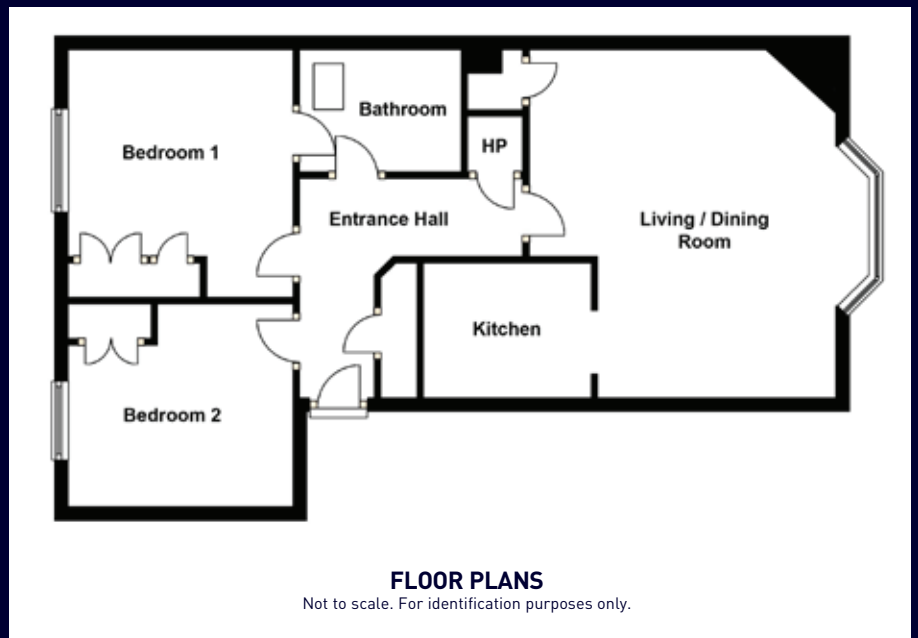 Bedroom 1
Bathroom
HP
Entrance Hall
Living / Dining
Room
Kitchen
Bedroom 2
FLOOR PLANS
Not to scale. For identification purposes only.